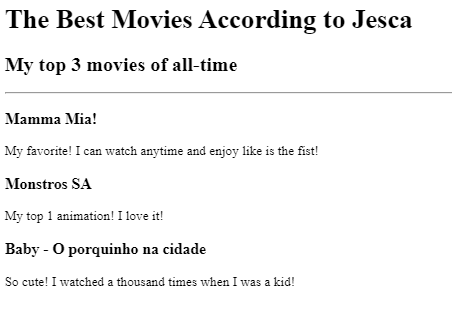 The Best Movies According to Jesca
My top 3 movies of all-time
Mamma Mia!
My favorite! I can watch anytime and enjoy like is the fist!
Monstros SA
My top 1 animation! I love it!
Baby - O porquinho na cidade
So cute! I watched a thousand times when I was a kid!